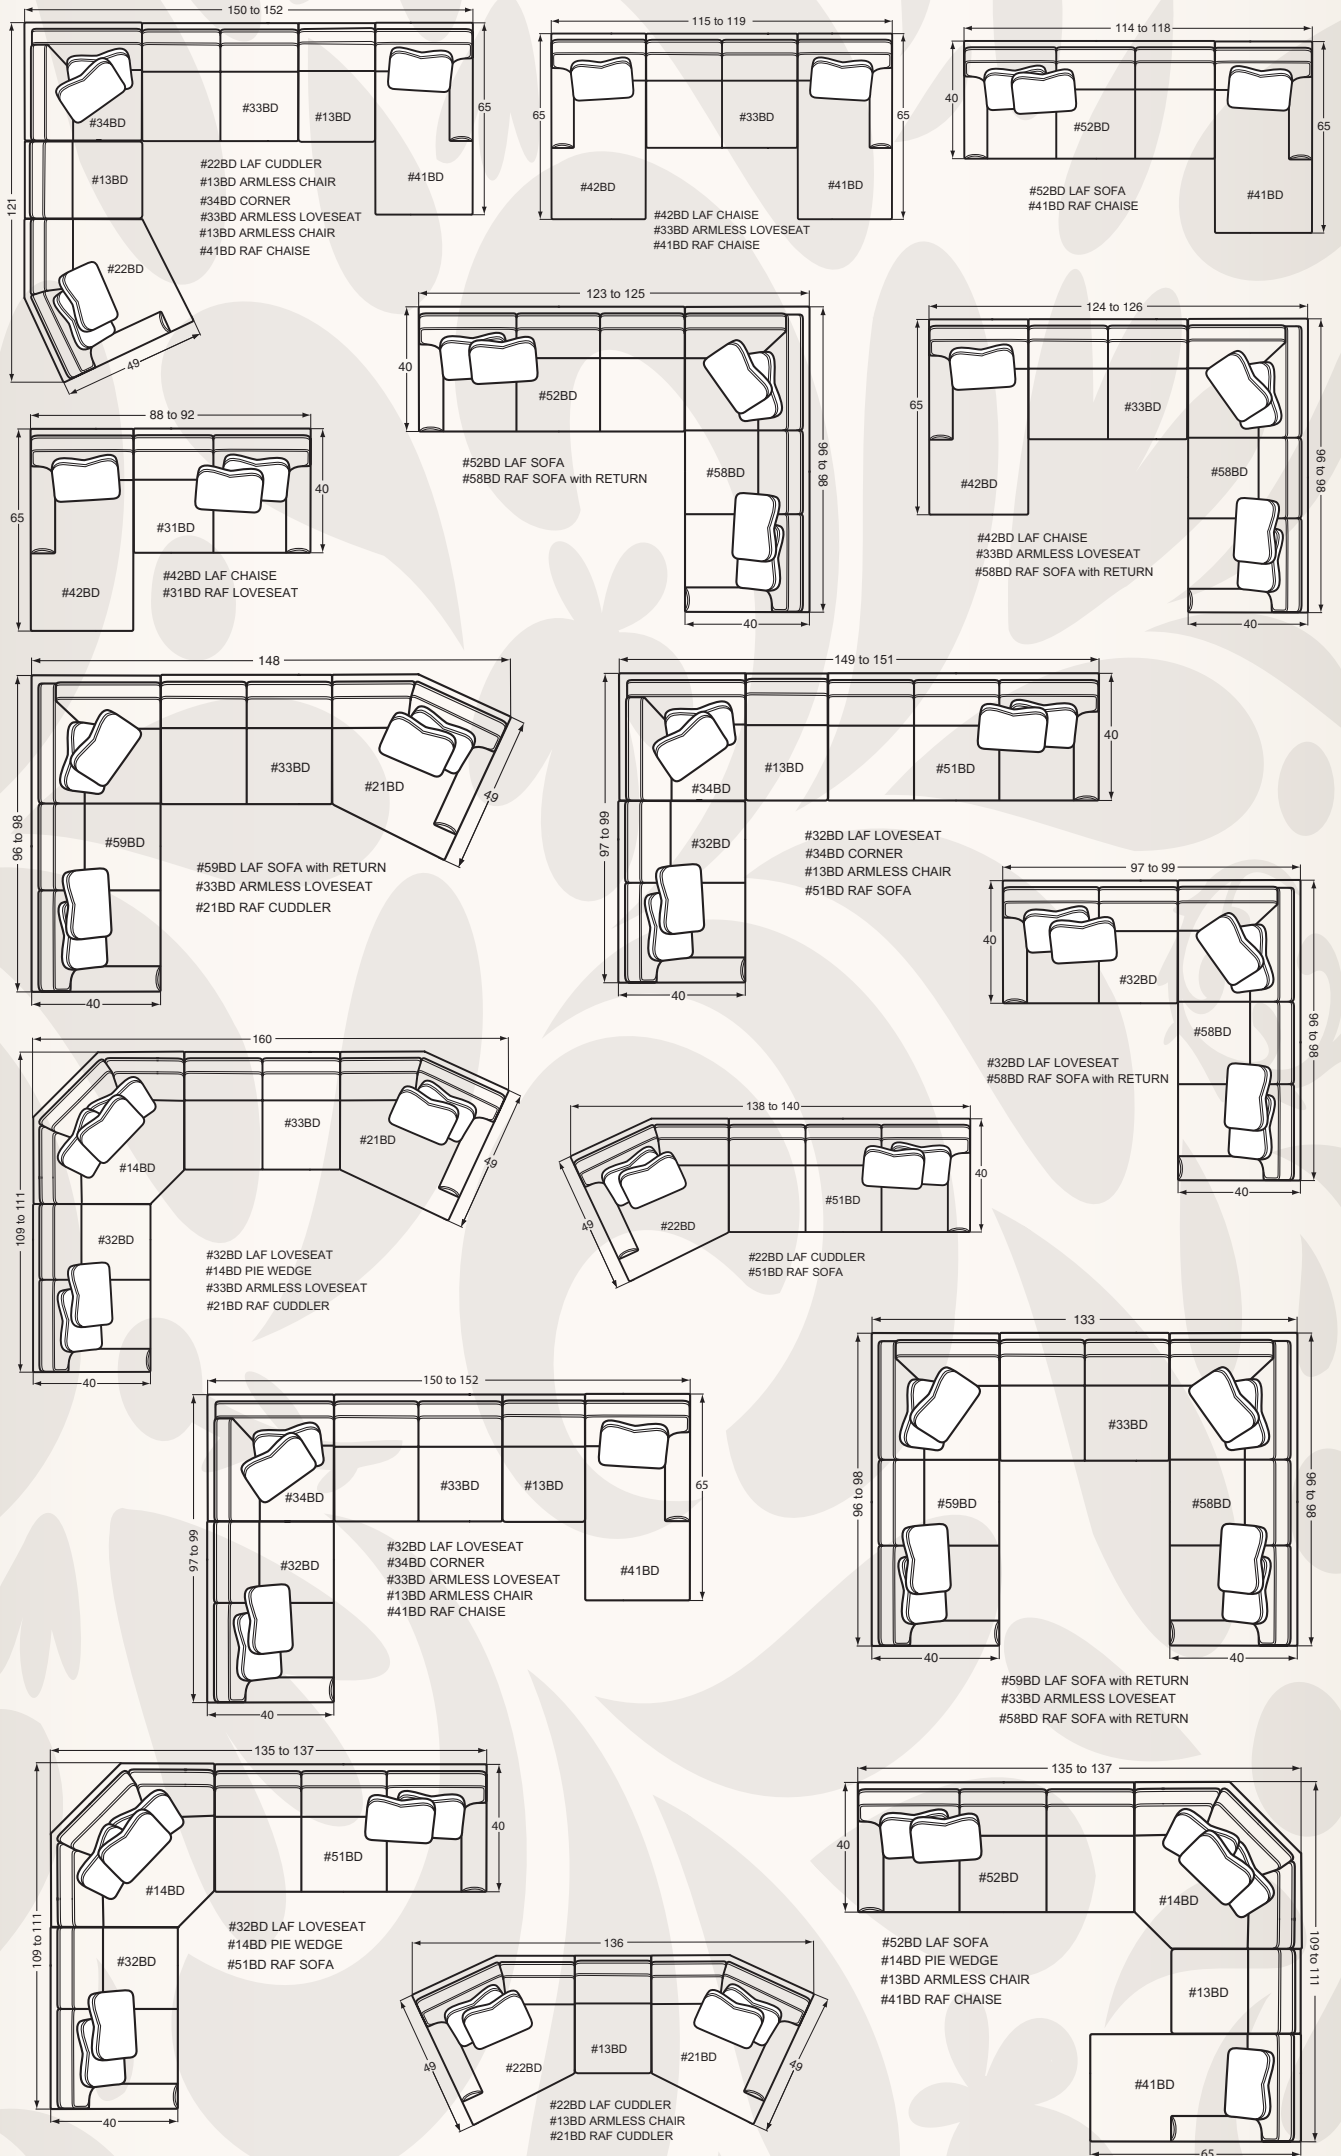 150 to 152
121
65
#34BD
#33BD
#13BD
#13BD
#41BD
#22BD
49
#22BD LAF CUDDLER
#13BD ARMLESS CHAIR
#34BD CORNER
#33BD ARMLESS LOVESEAT
#13BD ARMLESS CHAIR
#41BD RAF CHAISE
115 to 119
65
65
#33BD
#42BD
#41BD
#42BD LAF CHAISE
#33BD ARMLESS LOVESEAT
#41BD RAF CHAISE
114 to 118
40
65
#52BD
#41BD
#52BD LAF SOFA
#41BD RAF CHAISE
123 to 125
40
#52BD
#58BD
96 to 98
40
#52BD LAF SOFA
#58BD RAF SOFA with RETURN
124 to 126
65
#33BD
#42BD
#58BD
96 to 98
40
#42BD LAF CHAISE
#33BD ARMLESS LOVESEAT
#58BD RAF SOFA with RETURN
88 to 92
65
40
#31BD
#42BD
#42BD LAF CHAISE
#31BD RAF LOVESEAT
148
96 to 98
#33BD
#21BD
49
#59BD
40
#59BD LAF SOFA with RETURN
#33BD ARMLESS LOVESEAT
#21BD RAF CUDDLER
149 to 151
97 to 99
40
#34BD
#13BD
#51BD
#32BD
40
#32BD LAF LOVESEAT
#34BD CORNER
#13BD ARMLESS CHAIR
#51BD RAF SOFA
97 to 99
40
#32BD
#58BD
96 to 98
40
#32BD LAF LOVESEAT
#58BD RAF SOFA with RETURN
160
109 to 111
#14BD
#33BD
#21BD
49
#32BD
40
#32BD LAF LOVESEAT
#14BD PIE WEDGE
#33BD ARMLESS LOVESEAT
#21BD RAF CUDDLER
138 to 140
49
40
#22BD
#51BD
#22BD LAF CUDDLER
#51BD RAF SOFA
133
96 to 98
96 to 98
#33BD
#59BD
#58BD
40
40
#59BD LAF SOFA with RETURN
#33BD ARMLESS LOVESEAT
#58BD RAF SOFA with RETURN
150 to 152
97 to 99
65
#34BD
#33BD
#13BD
#32BD
#41BD
40
#32BD LAF LOVESEAT
#34BD CORNER
#33BD ARMLESS LOVESEAT
#13BD ARMLESS CHAIR
#41BD RAF CHAISE
135 to 137
109 to 111
40
#14BD
#51BD
#32BD
40
#32BD LAF LOVESEAT
#14BD PIE WEDGE
#51BD RAF SOFA
136
49
49
#22BD
#13BD
#21BD
#22BD LAF CUDDLER
#13BD ARMLESS CHAIR
#21BD RAF CUDDLER
135 to 137
40
#52BD
#14BD
109 to 111
#13BD
#41BD
65
#52BD LAF SOFA
#14BD PIE WEDGE
#13BD ARMLESS CHAIR
#41BD RAF CHAISE